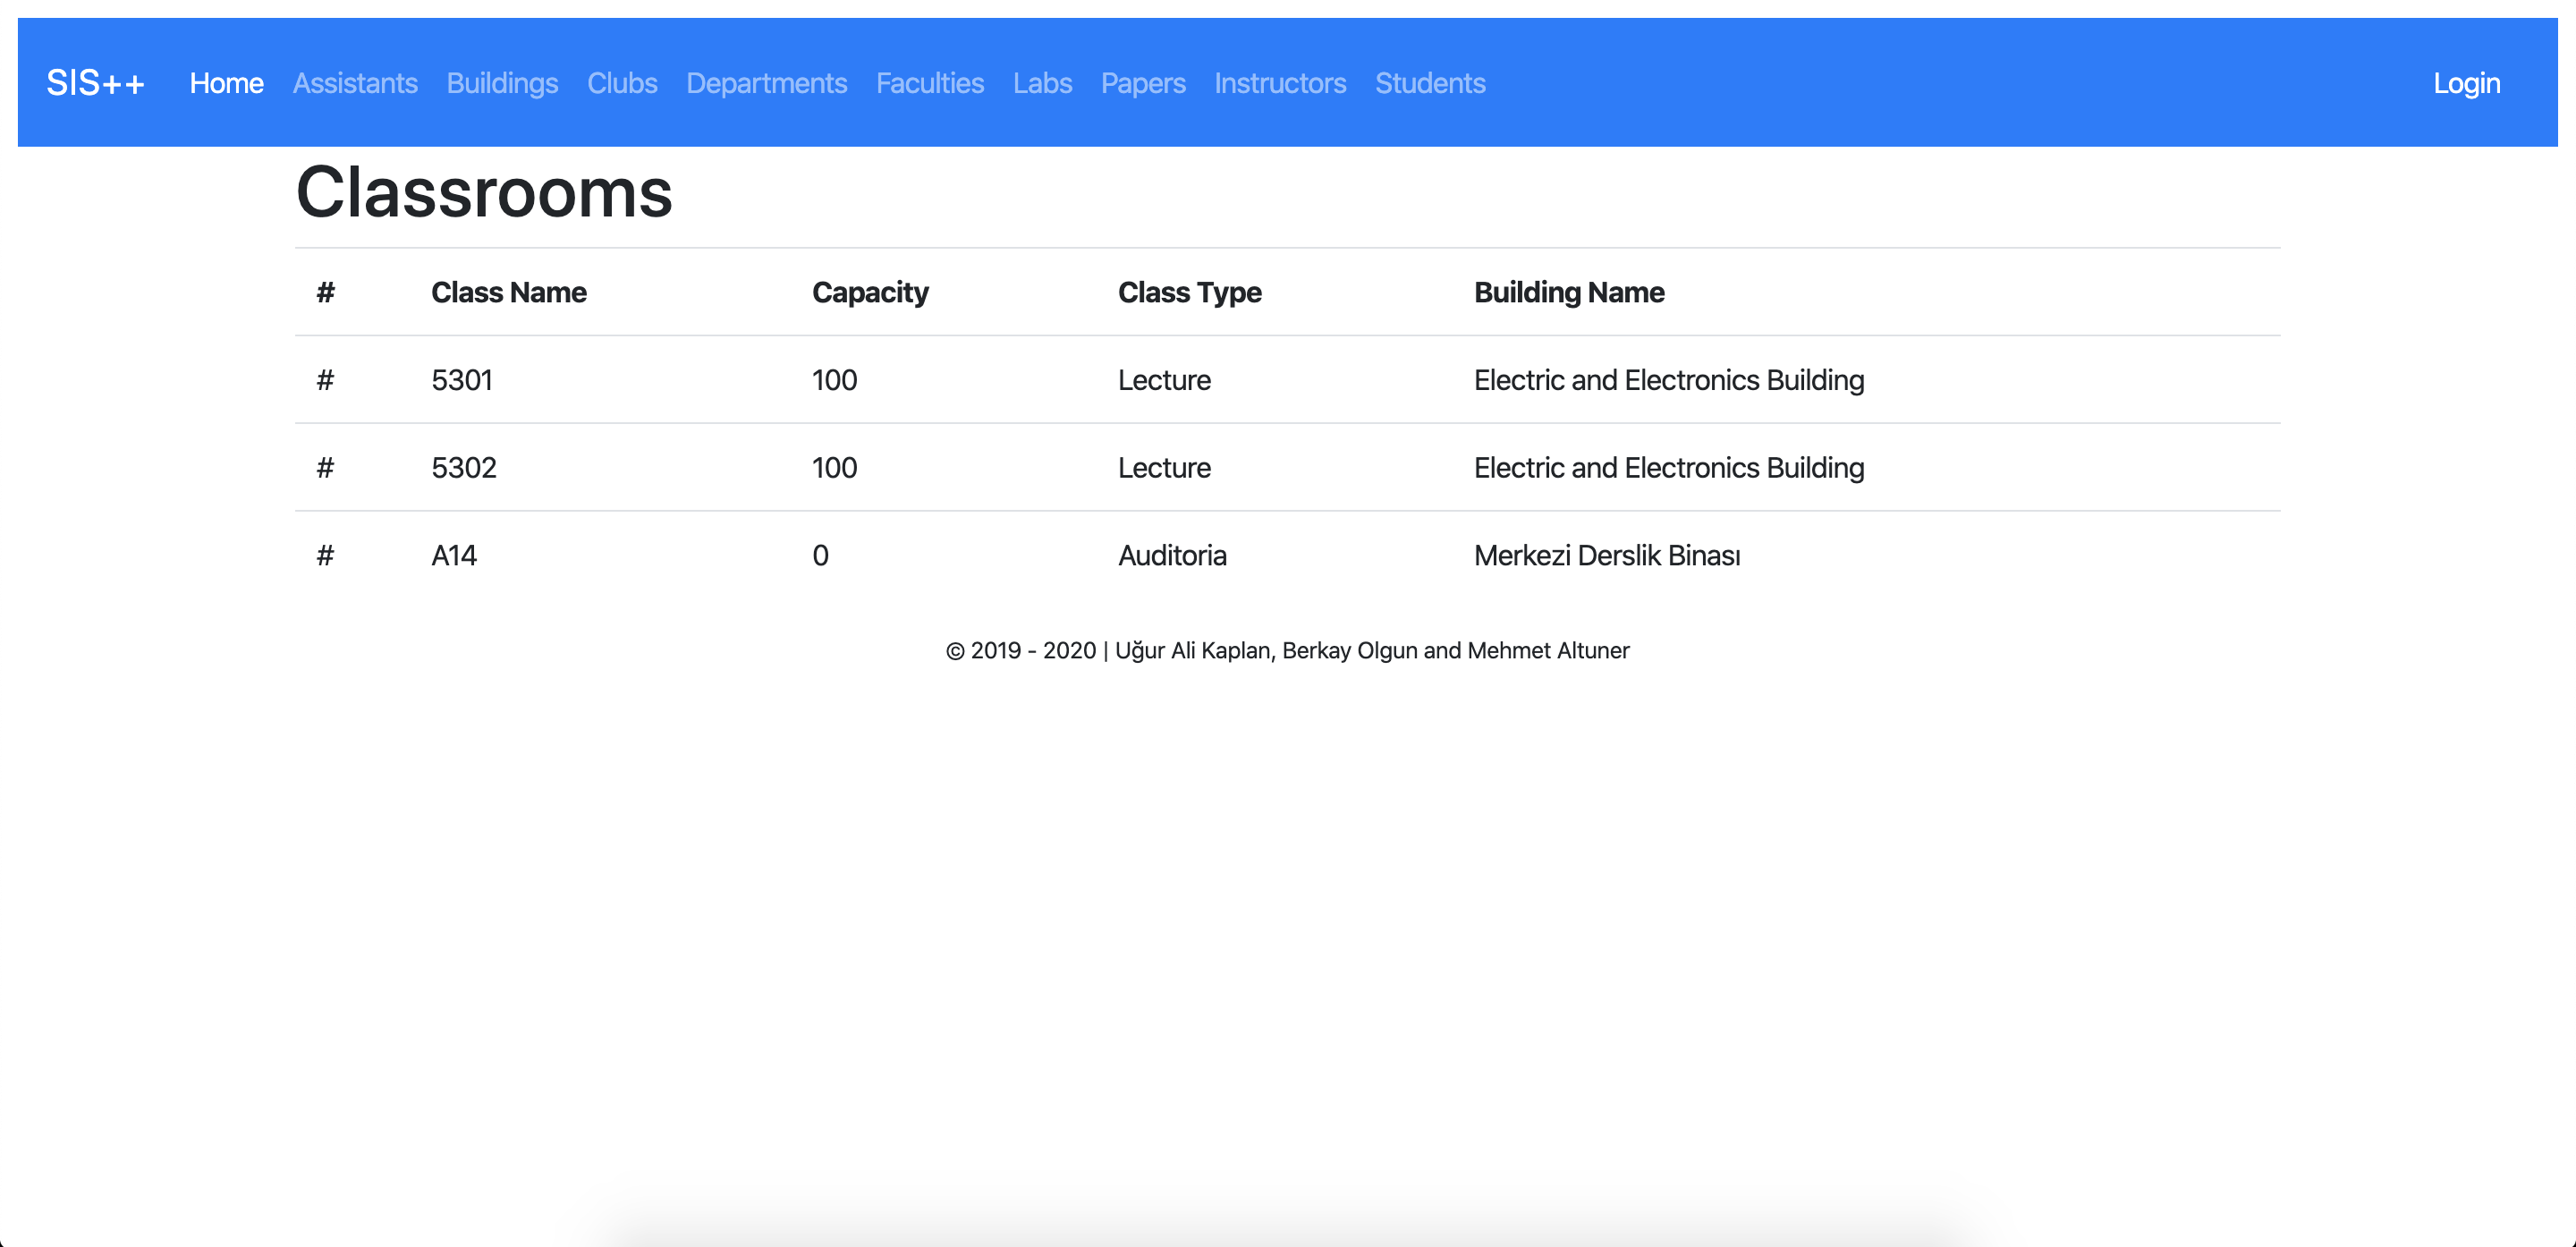 SIS++ Home Assistants Buildings Clubs Departments Faculties Labs Papers Instructors Students Login
Classrooms
# Class Name Capacity Class Type Building Name
# 5301 100 Lecture Electric and Electronics Building
# 5302 100 Lecture Electric and Electronics Building
# A14 0 Auditoria Merkezi Derslik Binası
© 2019 - 2020 | Uğur Ali Kaplan, Berkay Olgun and Mehmet Altuner